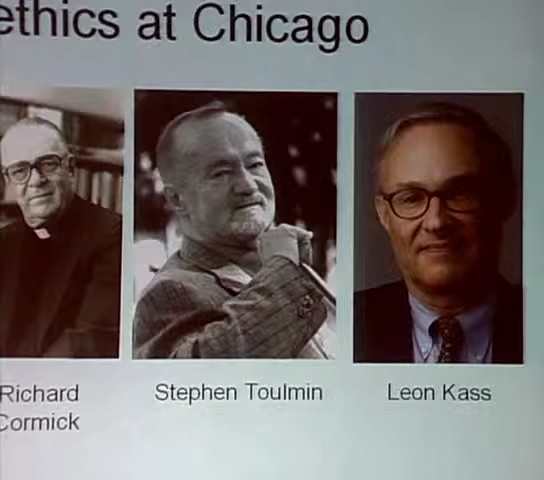 ethics at Chicago
Richard
Cormick
Stephen Toulmin
Leon Kass